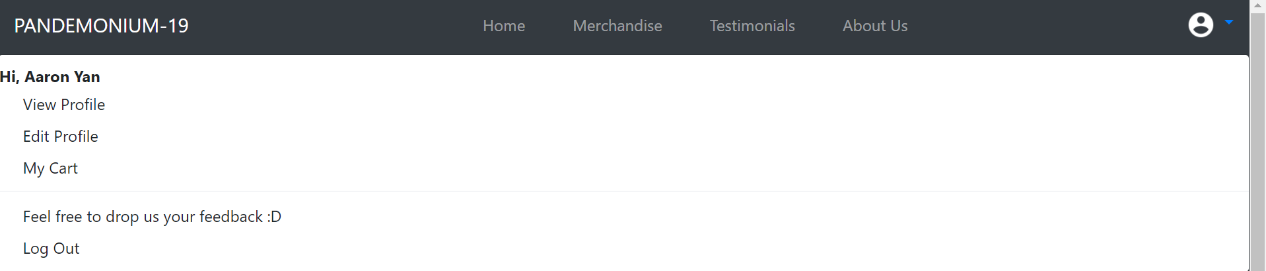 PANDEMONIUM-19 Home Merchandise Testimonials About Us
Hi, Aaron Yan
View Profile
Edit Profile
My Cart
Feel free to drop us your feedback :D
Log Out